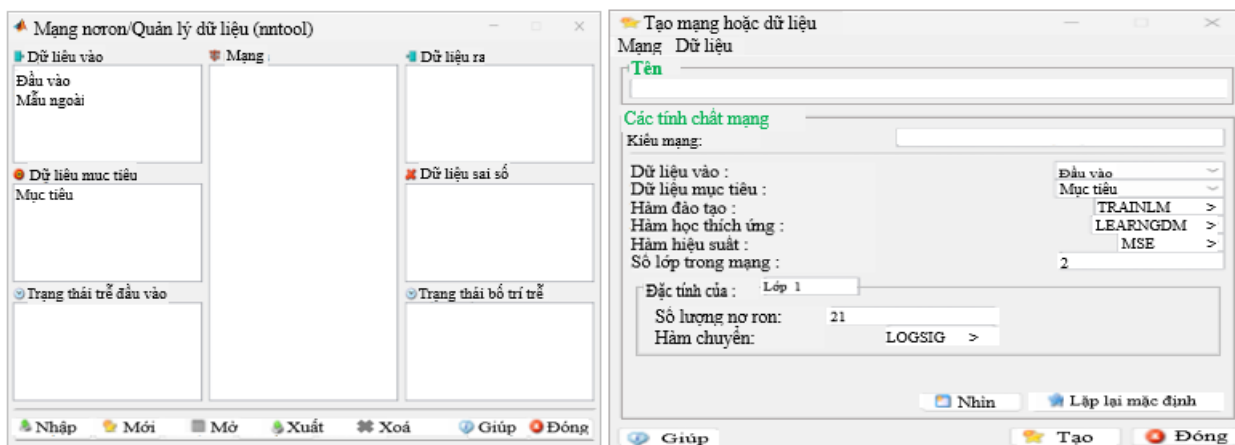 Mạng nơron/Quản lý dữ liệu (nntool)
Dữ liêu vào
Mạng :
Dữ liệu ra
Đầu vào
Mẫu ngoài
Dữ liêu muc tiêu
Dữ liệu sai số
Mục tiêu
Trạng thái trễ đầu vào
Trạng thái bố trí trễ
Nhập
Mới
Mở
Xuất
Xoá
Giúp
Đóng
Tạo mạng hoặc dữ liệu
Mạng Dữ liệu
Tên
Các tính chất mạng
Kiểu mạng:
Dữ liệu vào : Đầu vào
Dữ liệu mục tiêu : Mục tiêu
Hàm đào tạo : TRAINLM >
Hàm học thích ứng : LEARNGDM >
Hàm hiệu suất : MSE >
Số lớp trong mạng : 2
Đặc tính của : Lớp 1
Số lượng nơ ron: 21
Hàm chuyển: LOGSIG >
Nhìn
Lặp lại mặc định
Giúp
Tạo
Đóng